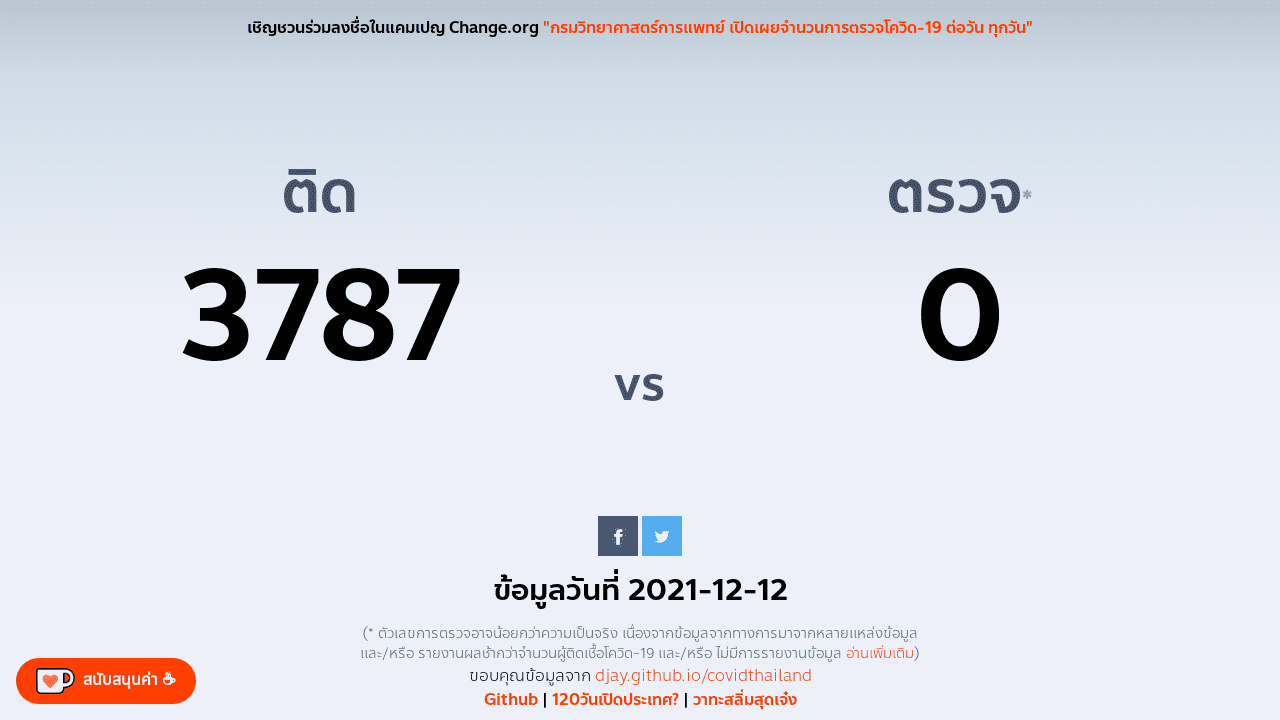 เชิญชวนร่วมลงชื่อในแคมเปญ Change.org "กรมวิทยาศาสตร์การแพทย์ เปิดเผยจำนวนการตรวจโควิด-19 ต่อวัน ทุกวัน"
ติด
ตรวจ*
3787
0
vs
ข้อมูลวันที่ 2021-12-12
(* ตัวเลขการตรวจอาจน้อยกว่าความเป็นจริง เนื่องจากข้อมูลจากทางการมาจากหลายแหล่งข้อมูล
และ/หรือ รายงานผลช้ากว่าจำนวนผู้ติดเชื้อโควิด-19 และ/หรือ ไม่มีการรายงานข้อมูล อ่านเพิ่มเติม)
ขอบคุณข้อมูลจาก djay.github.io/covidthailand
สนับสนุนค่า ☕
Github | 120วันเปิดประเทศ? | วาทะสลิ่มสุดเจ๋ง